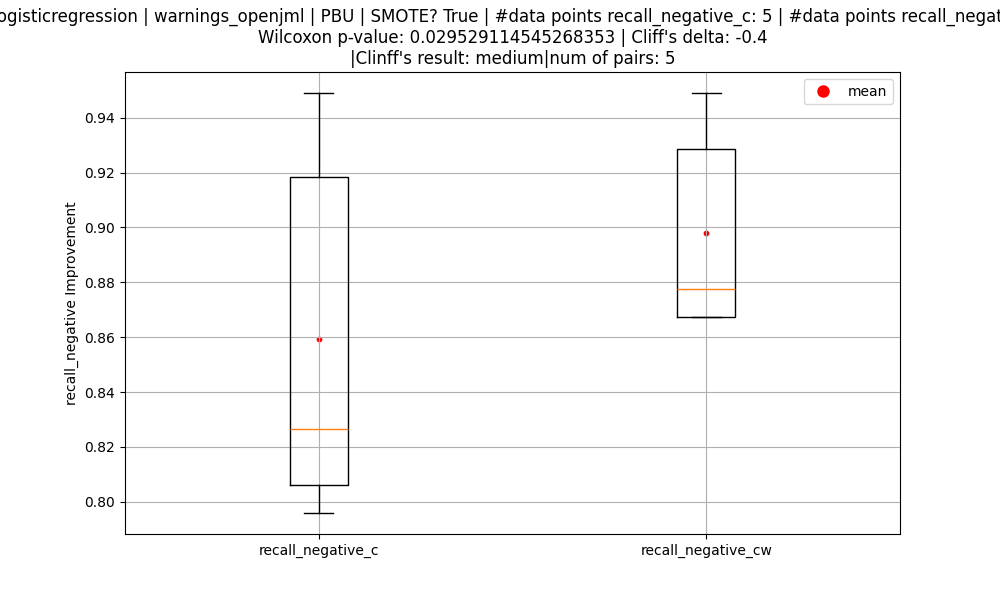 ogisticregression | warnings_openjml | PBU | SMOTE? True | #data points recall_negative_c: 5 | #data points recall_negat
Wilcoxon p-value: 0.029529114545268353 | Cliff's delta: -0.4
|Clinff's result: medium|num of pairs: 5
mean
0.94
0.92
0.90
0.88
0.86
0.84
0.82
0.80
recall_negative Improvement
recall_negative_c
recall_negative_cw